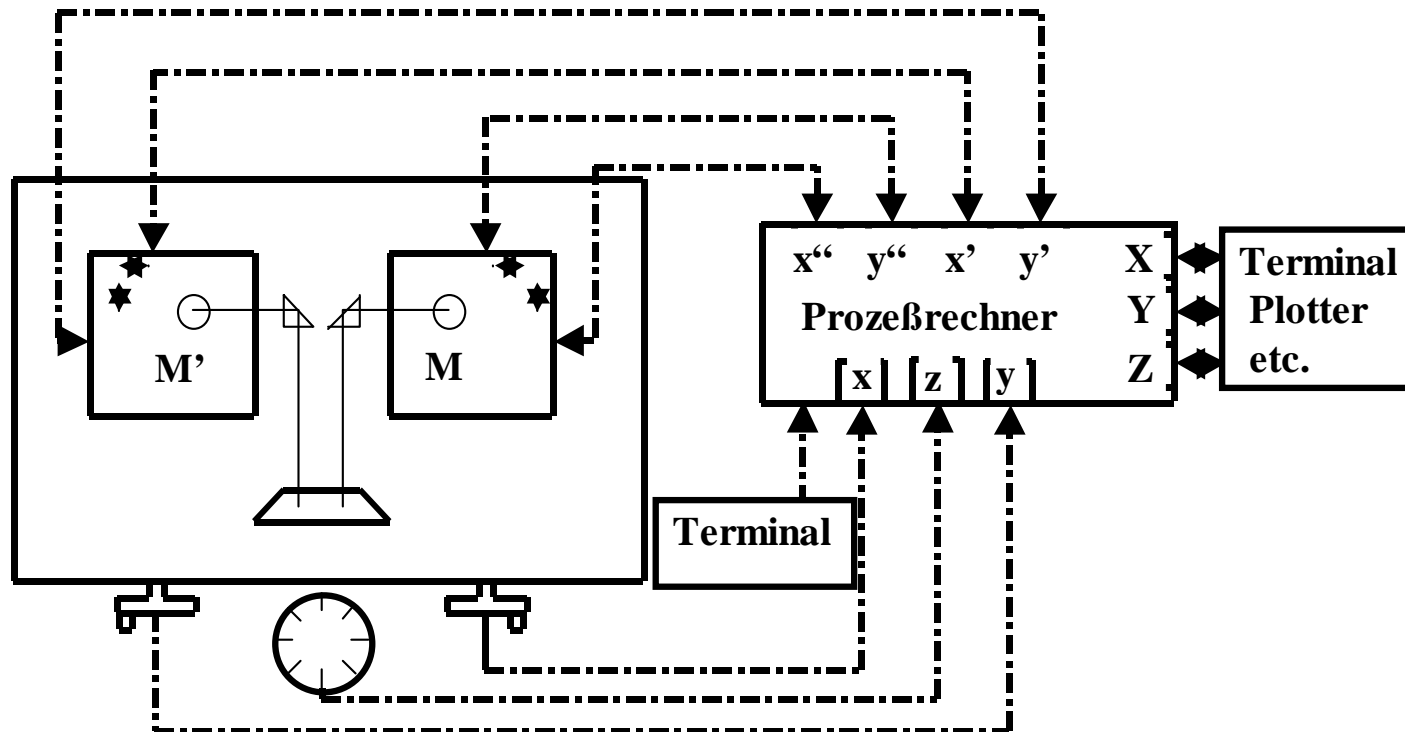 M’
M
x“ y“ x’ y’
Prozeßrechner
x z y
X
Y
Z
Terminal
Plotter
etc.
Terminal